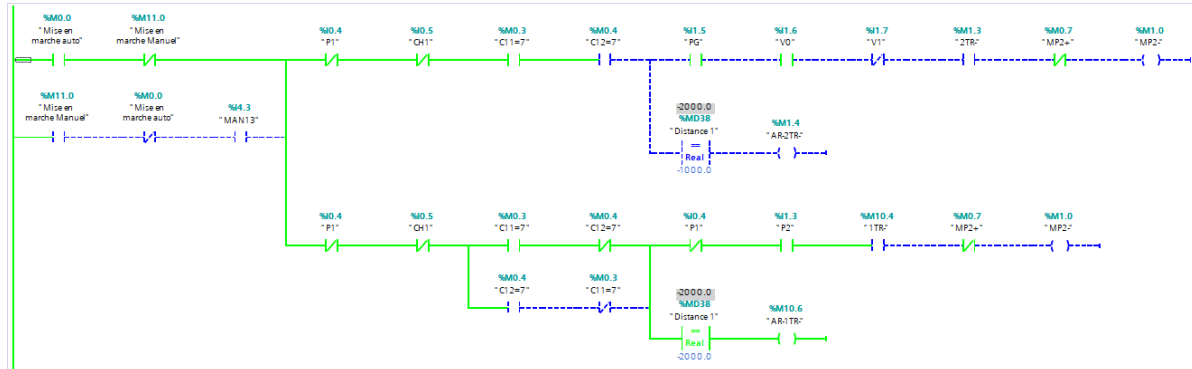 %M0.0 %M11.0
"Mise en "Mise en %I0.4 %I0.5 %M0.3 %M0.4 %I1.5 %I1.6 %I1.7 %M1.3 %M0.7 %M1.0
marche auto" marche Manuel" "P1" "CH1" "C11=7" "C12=7" "PG" "V0" "V1" "2TR-" "MP2+" "MP2-"
%M11.0 %M0.0
"Mise en "Mise en %I4.3
marche Manuel" marche auto" "MAN13"
-2000.0
%MD38 %M1.4
"Distance 1" "AR-2TR-"
==
Real
-1000.0
%I0.4 %I0.5 %M0.3 %M0.4 %I0.4 %I1.3 %M10.4 %M0.7 %M1.0
"P1" "CH1" "C11=7" "C12=7" "P1" "P2" "1TR-" "MP2+" "MP2-"
%M0.4 %M0.3
"C12=7" "C11=7"
-2000.0
%MD38 %M10.6
"Distance 1" "AR-1TR-"
==
Real
-2000.0